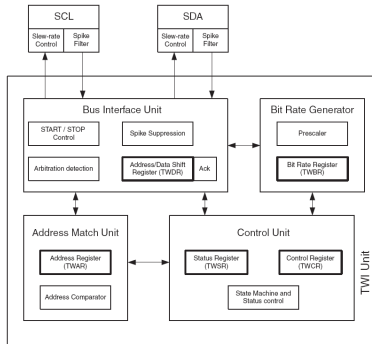 SCL
SDA
Slew-rate
Control
Spike
Filter
Slew-rate
Control
Spike
Filter
Bus Interface Unit
START / STOP
Control
Spike Suppression
Arbitration detection
Address/Data Shift
Register (TWDR)
Ack
Bit Rate Generator
Prescaler
Bit Rate Register
(TWBR)
Address Match Unit
Address Register
(TWAR)
Address Comparator
Control Unit
Status Register
(TWSR)
Control Register
(TWCR)
State Machine and
Status control
TWI Unit